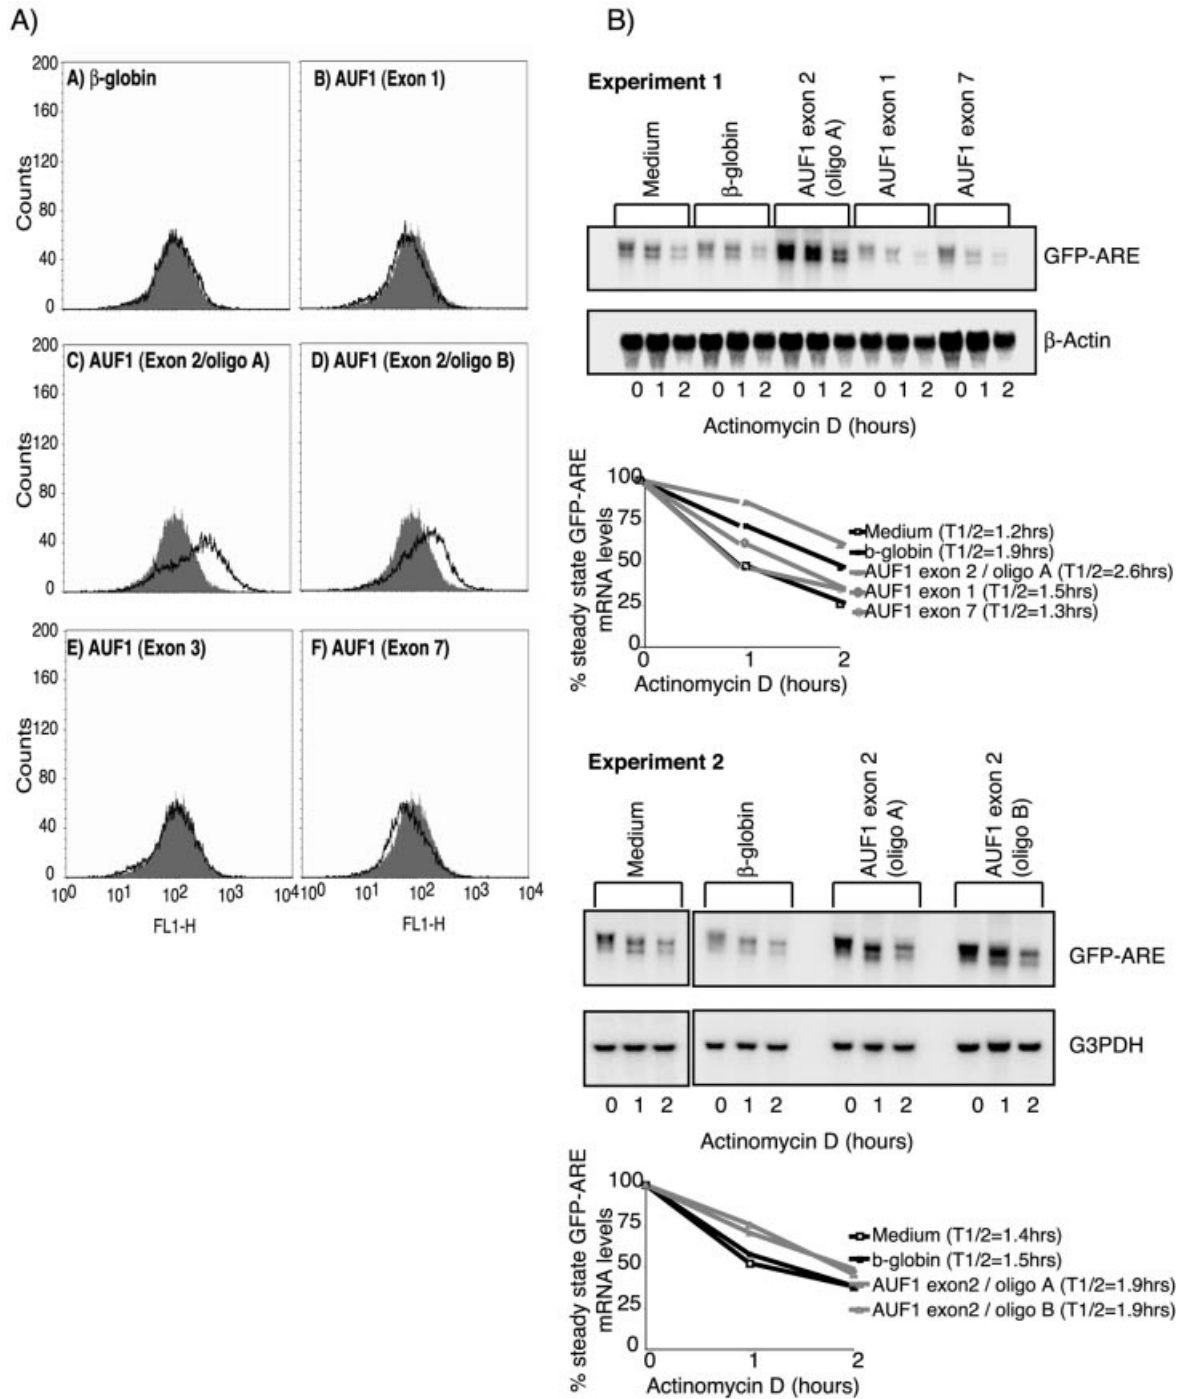 A)
200
160
120
80
40
0
Counts
A) β-globin
B) AUF1 (Exon 1)
200
160
120
80
40
0
Counts
C) AUF1 (Exon 2/oligo A)
D) AUF1 (Exon 2/oligo B)
200
160
120
80
40
0
Counts
E) AUF1 (Exon 3)
F) AUF1 (Exon 7)
10⁰ 10¹ 10² 10³ 10⁴
FL1-H
10⁰ 10¹ 10² 10³ 10⁴
FL1-H
B)
Experiment 1
Medium
β-globin
AUF1 exon 2
(oligo A)
AUF1 exon 1
AUF1 exon 7
GFP-ARE
β-Actin
0 1 2 0 1 2 0 1 2 0 1 2 0 1 2
Actinomycin D (hours)
% steady state GFP-ARE
mRNA levels
100
75
50
25
0
0 1 2
Actinomycin D (hours)
Medium (T1/2=1.2hrs)
b-globin (T1/2=1.9hrs)
AUF1 exon 2 / oligo A (T1/2=2.6hrs)
AUF1 exon 1 (T1/2=1.5hrs)
AUF1 exon 7 (T1/2=1.3hrs)
Experiment 2
Medium
β-globin
AUF1 exon 2
(oligo A)
AUF1 exon 2
(oligo B)
GFP-ARE
G3PDH
0 1 2 0 1 2 0 1 2 0 1 2
Actinomycin D (hours)
% steady state GFP-ARE
mRNA levels
100
75
50
25
0
0 1 2
Actinomycin D (hours)
Medium (T1/2=1.4hrs)
b-globin (T1/2=1.5hrs)
AUF1 exon2 / oligo A (T1/2=1.9hrs)
AUF1 exon2 / oligo B (T1/2=1.9hrs)